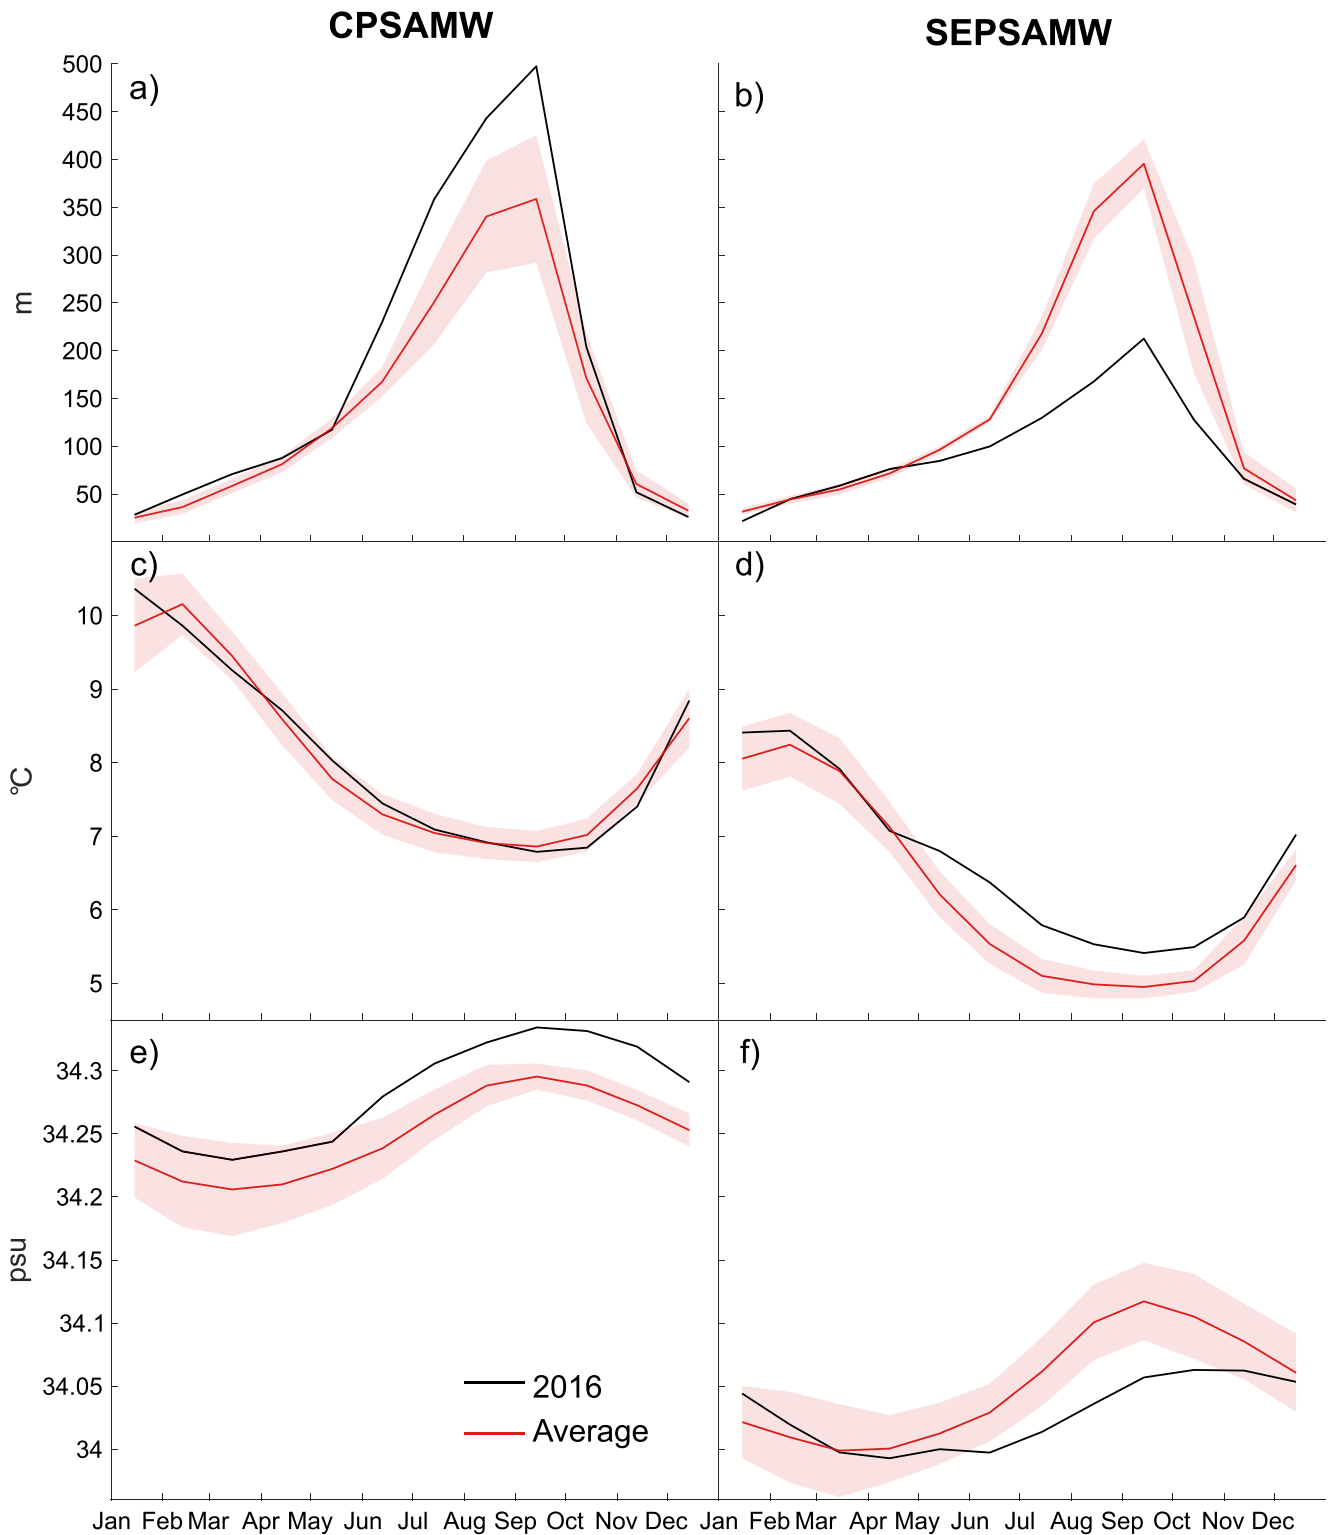 CPSAMW
SEPSAMW
a)
b)
500
450
400
350
300
250
200
150
100
50
m
c)
d)
10
9
8
7
6
5
°C
e)
f)
34.3
34.25
34.2
34.15
34.1
34.05
34
psu
2016
Average
Jan Feb Mar Apr May Jun Jul Aug Sep Oct Nov Dec Jan Feb Mar Apr May Jun Jul Aug Sep Oct Nov Dec